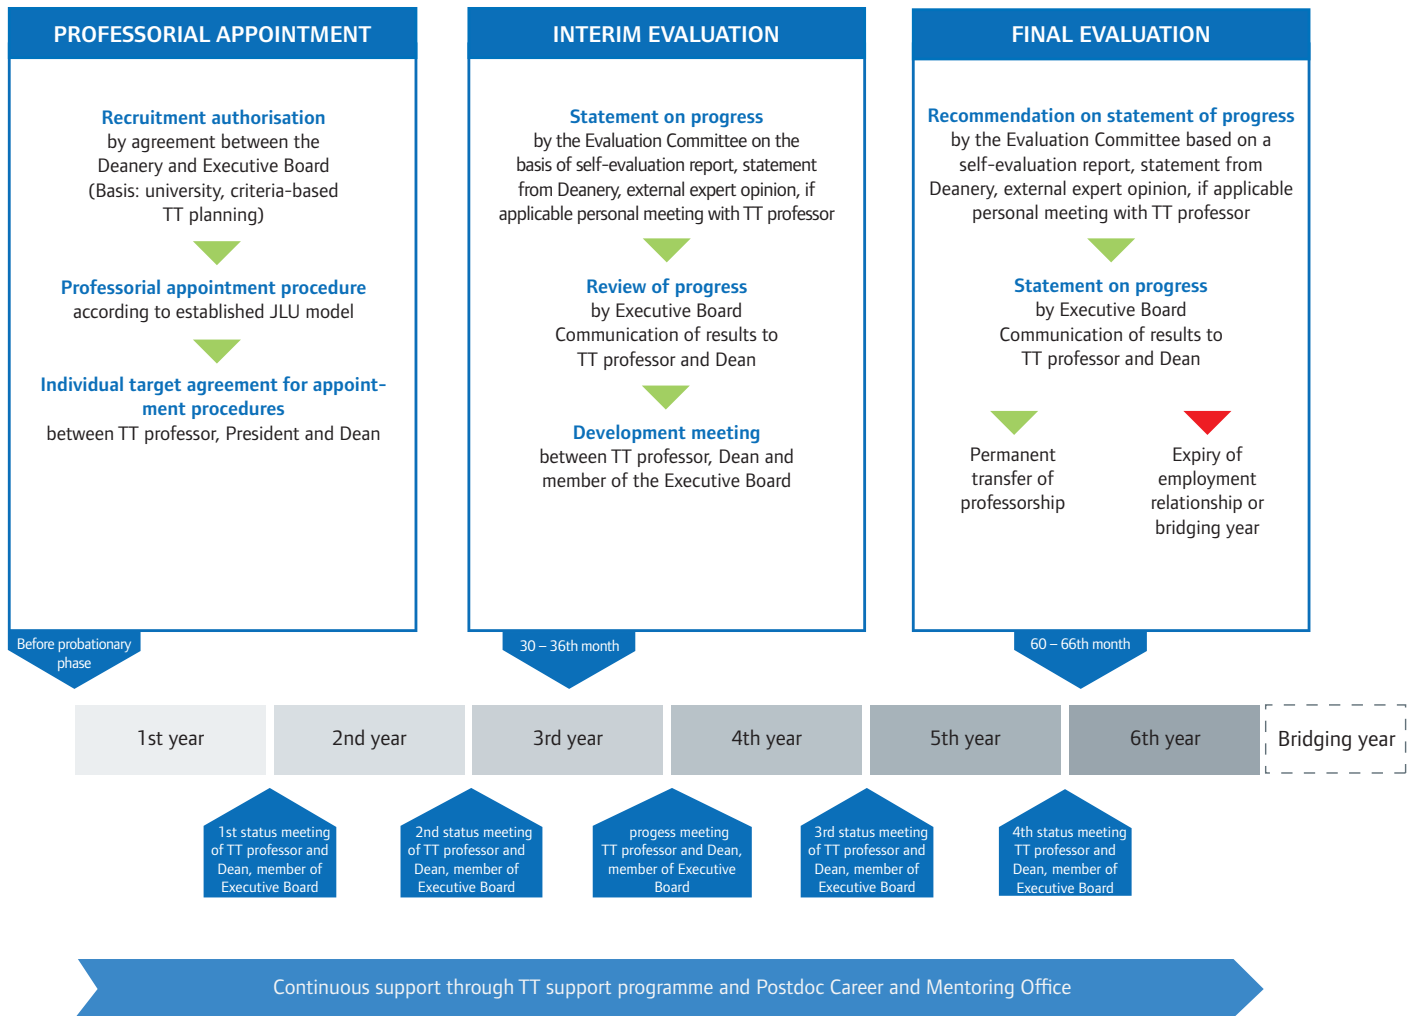 PROFESSORIAL APPOINTMENT
Recruitment authorisation
by agreement between the
Deanery and Executive Board
(Basis: university, criteria-based
TT planning)
Professorial appointment procedure
according to established JLU model
Individual target agreement for appoint-
ment procedures
between TT professor, President and Dean
Before probationary
phase
INTERIM EVALUATION
Statement on progress
by the Evaluation Committee on the
basis of self-evaluation report, statement
from Deanery, external expert opinion, if
applicable personal meeting with TT professor
Review of progress
by Executive Board
Communication of results to
TT professor and Dean
Development meeting
between TT professor, Dean and
member of the Executive Board
30 – 36th month
FINAL EVALUATION
Recommendation on statement of progress
by the Evaluation Committee based on a
self-evaluation report, statement from
Deanery, external expert opinion, if applicable
personal meeting with TT professor
Statement on progress
by Executive Board
Communication of results to
TT professor and Dean
Permanent
transfer of
professorship
Expiry of
employment
relationship or
bridging year
60 – 66th month
1st year
2nd year
3rd year
4th year
5th year
6th year
Bridging year
1st status meeting
of TT professor and
Dean, member of
Executive Board
2nd status meeting
of TT professor and
Dean, member of
Executive Board
progess meeting
TT professor and Dean,
member of Executive
Board
3rd status meeting
of TT professor and
Dean, member of
Executive Board
4th status meeting
TT professor and
Dean, member of
Executive Board
Continuous support through TT support programme and Postdoc Career and Mentoring Office